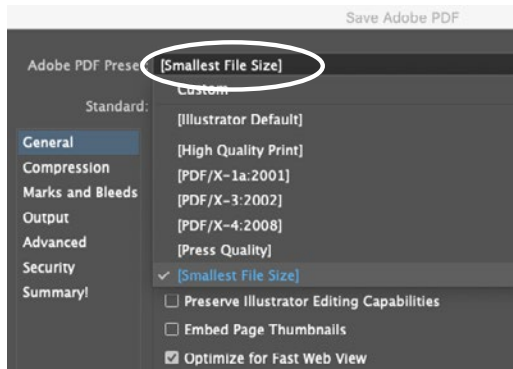 Save Adobe PDF
Adobe PDF Prese [Smallest File Size]
Custom
Standard:
[Illustrator Default]
General
[High Quality Print]
Compression
[PDF/X-1a:2001]
Marks and Bleeds
[PDF/X-3:2002]
Output
[PDF/X-4:2008]
Advanced
[Press Quality]
Security
✓ [Smallest File Size]
Summary!
Preserve Illustrator Editing Capabilities
Embed Page Thumbnails
Optimize for Fast Web View